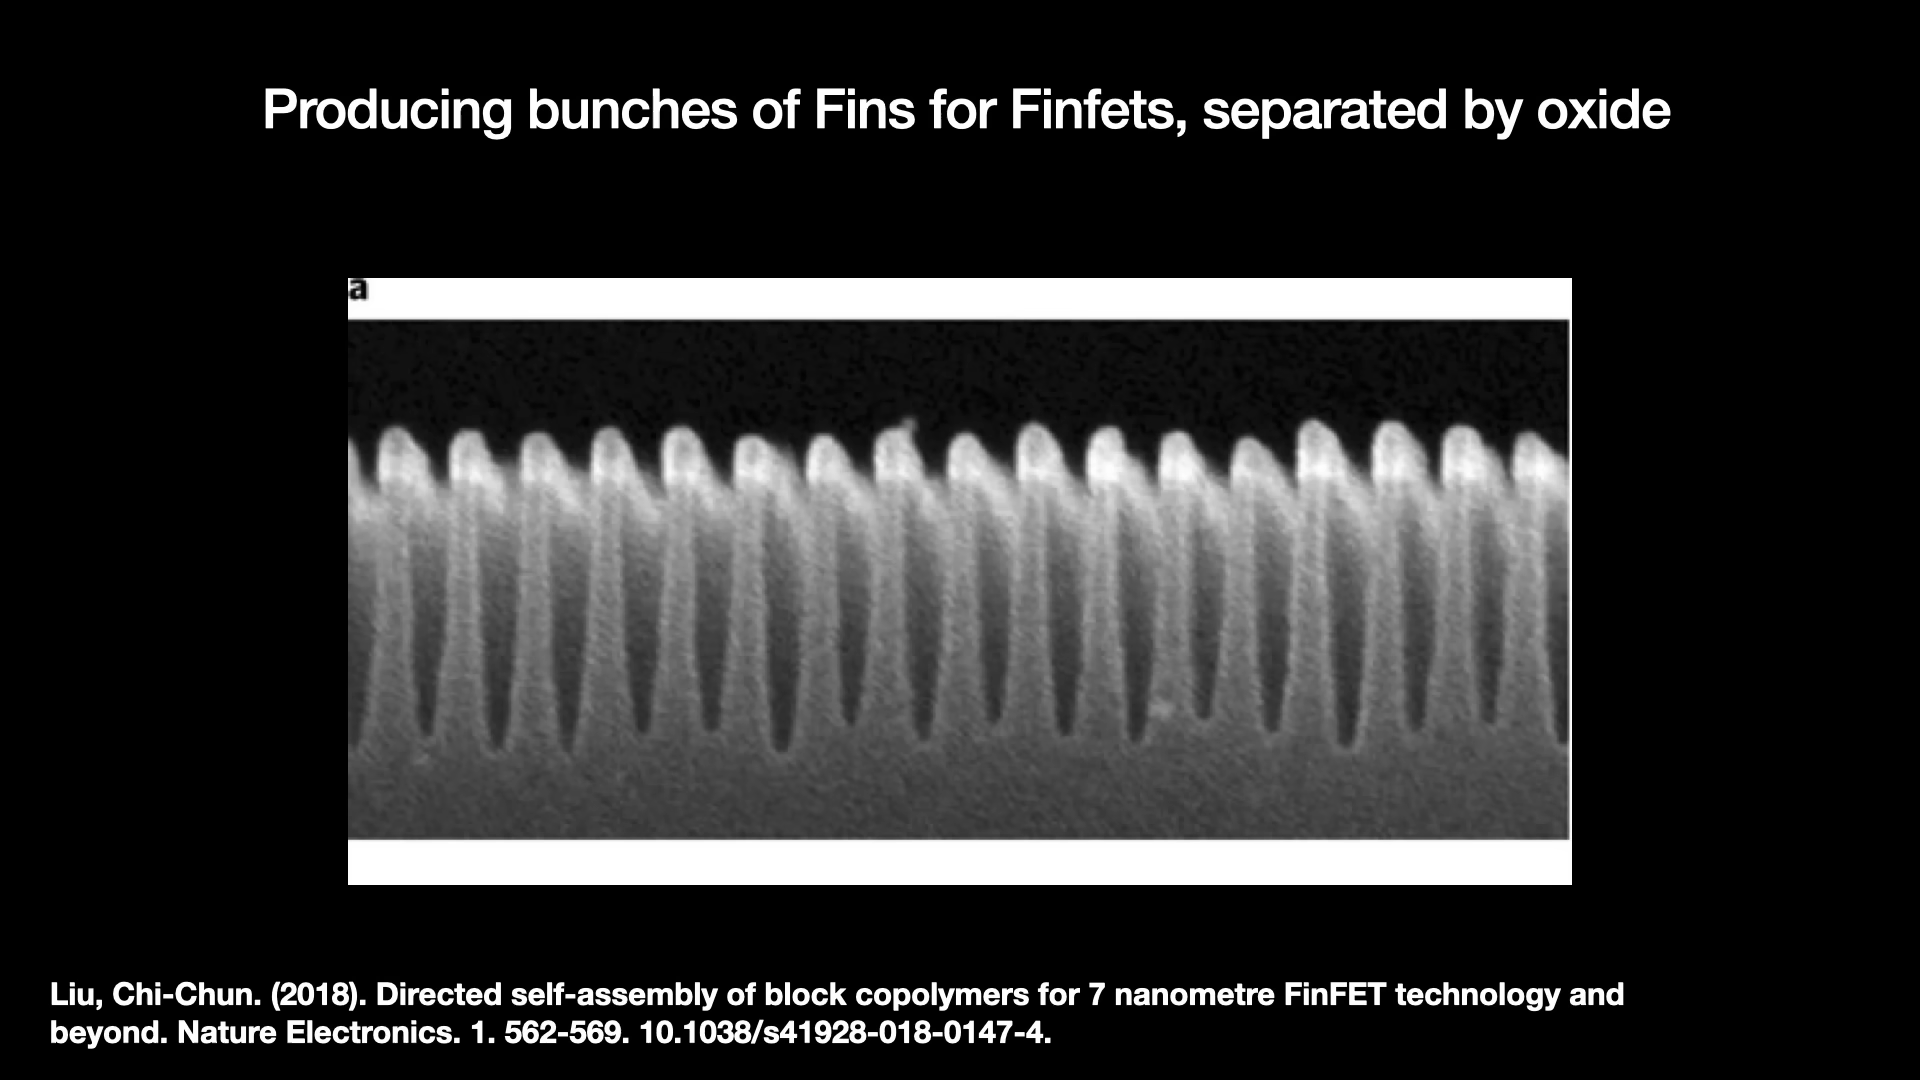 Producing bunches of Fins for Finfets, separated by oxide
a
Liu, Chi-Chun. (2018). Directed self-assembly of block copolymers for 7 nanometre FinFET technology and
beyond. Nature Electronics. 1. 562-569. 10.1038/s41928-018-0147-4.